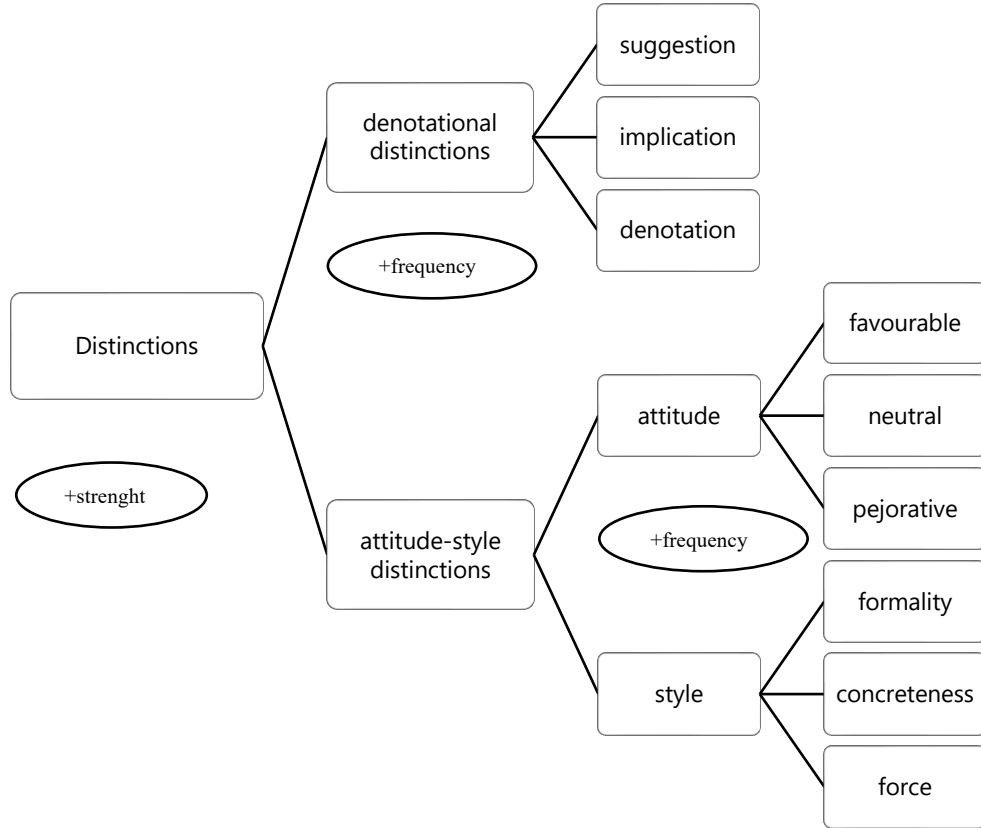 suggestion
denotational
distinctions
implication
denotation
+frequency
Distinctions
favourable
attitude
neutral
+strenght
pejorative
attitude-style
distinctions
+frequency
formality
style
concreteness
force